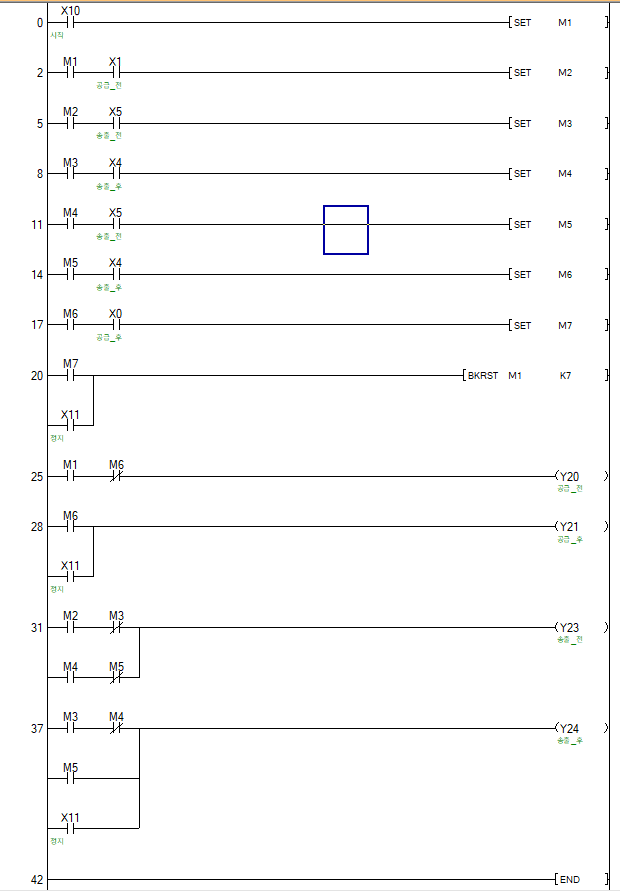 X10
0 SET M1
시작
M1 X1
2 SET M2
공급_전
M2 X5
5 SET M3
송출_전
M3 X4
8 SET M4
송출_후
M4 X5
11 SET M5
송출_전
M5 X4
14 SET M6
송출_후
M6 X0
17 SET M7
공급_후
M7
20 BKRST M1 K7
X11
정지
M1 M6
25 Y20
공급_전
M6
28 Y21
공급_후
X11
정지
M2 M3
31 Y23
송출_전
M4 M5
M3 M4
37 Y24
송출_후
M5
X11
정지
42 END